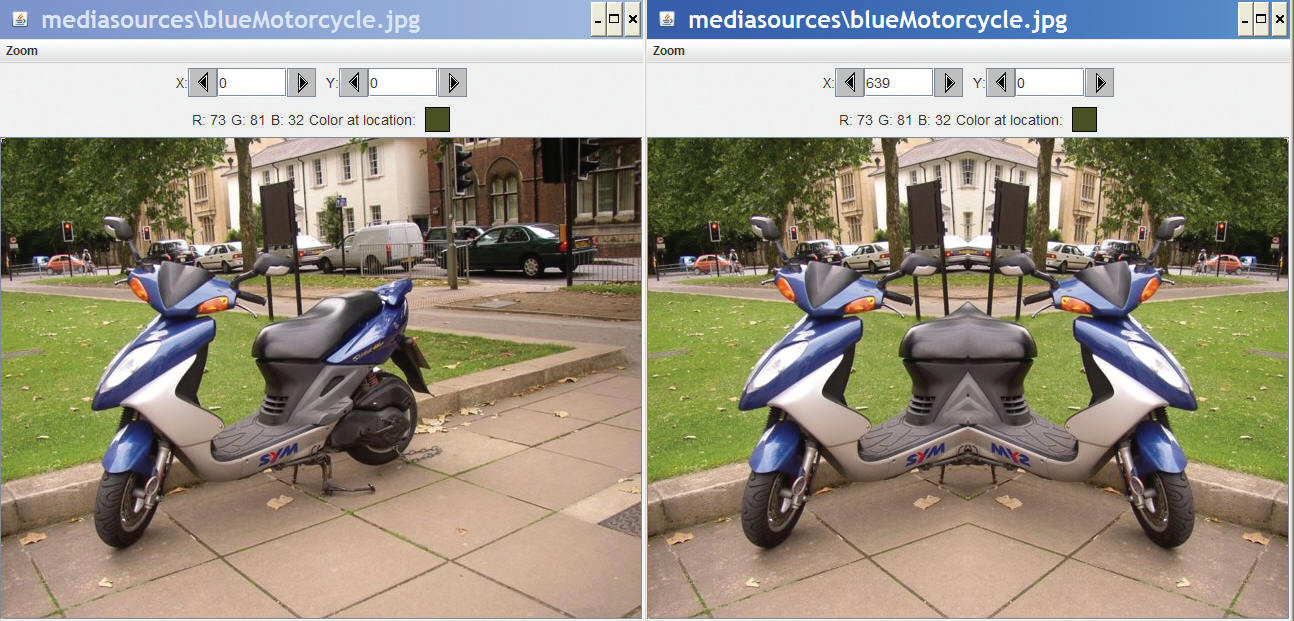 mediasources\blueMotorcycle.jpg
Zoom
X: 0 Y: 0
R: 73 G: 81 B: 32 Color at location:
SYM
mediasources\blueMotorcycle.jpg
Zoom
X: 639 Y: 0
R: 73 G: 81 B: 32 Color at location:
SYM
MYS